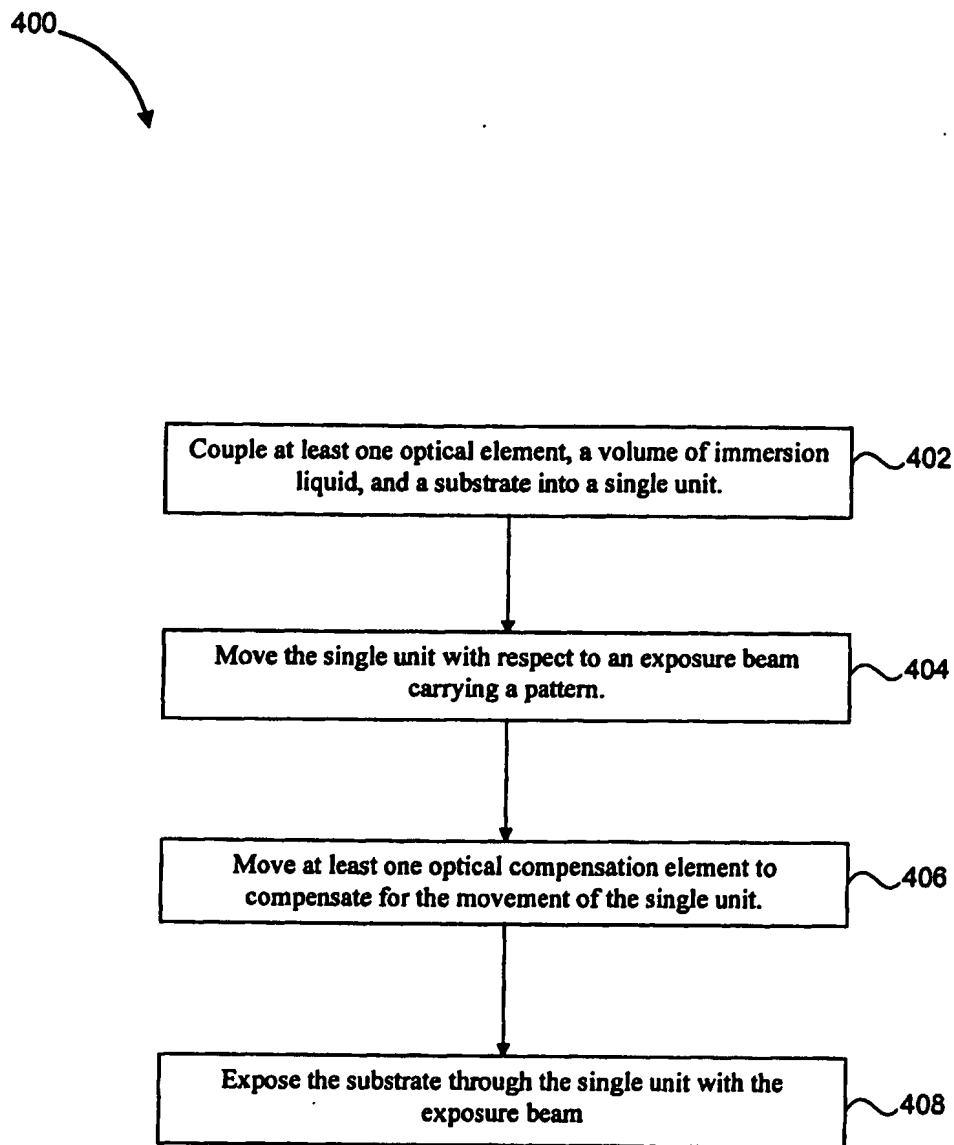 400
Couple at least one optical element, a volume of immersion
liquid, and a substrate into a single unit.
402
Move the single unit with respect to an exposure beam
carrying a pattern.
404
Move at least one optical compensation element to
compensate for the movement of the single unit.
406
Expose the substrate through the single unit with the
exposure beam
408